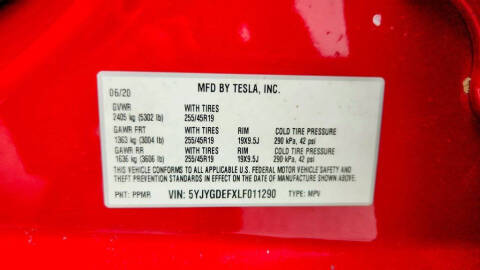 MFD BY TESLA, INC.
06/20
GVWR WITH TIRES
2405 kg (5302 lb) 255/45R19
GAWR FRT WITH TIRES RIM COLD TIRE PRESSURE
1363 kg (3004 lb) 255/45R19 19X9.5J 290 kPa, 42 psi
GAWR RR WITH TIRES RIM COLD TIRE PRESSURE
1636 kg (3606 lb) 255/45R19 19X9.5J 290 kPa, 42 psi
THIS VEHICLE CONFORMS TO ALL APPLICABLE U.S. FEDERAL MOTOR VEHICLE SAFETY AND
THEFT PREVENTION STANDARDS IN EFFECT ON THE DATE OF MANUFACTURE SHOWN ABOVE.
PNT: PPMR VIN: 5YJYGDEFXLF011290 TYPE: MPV